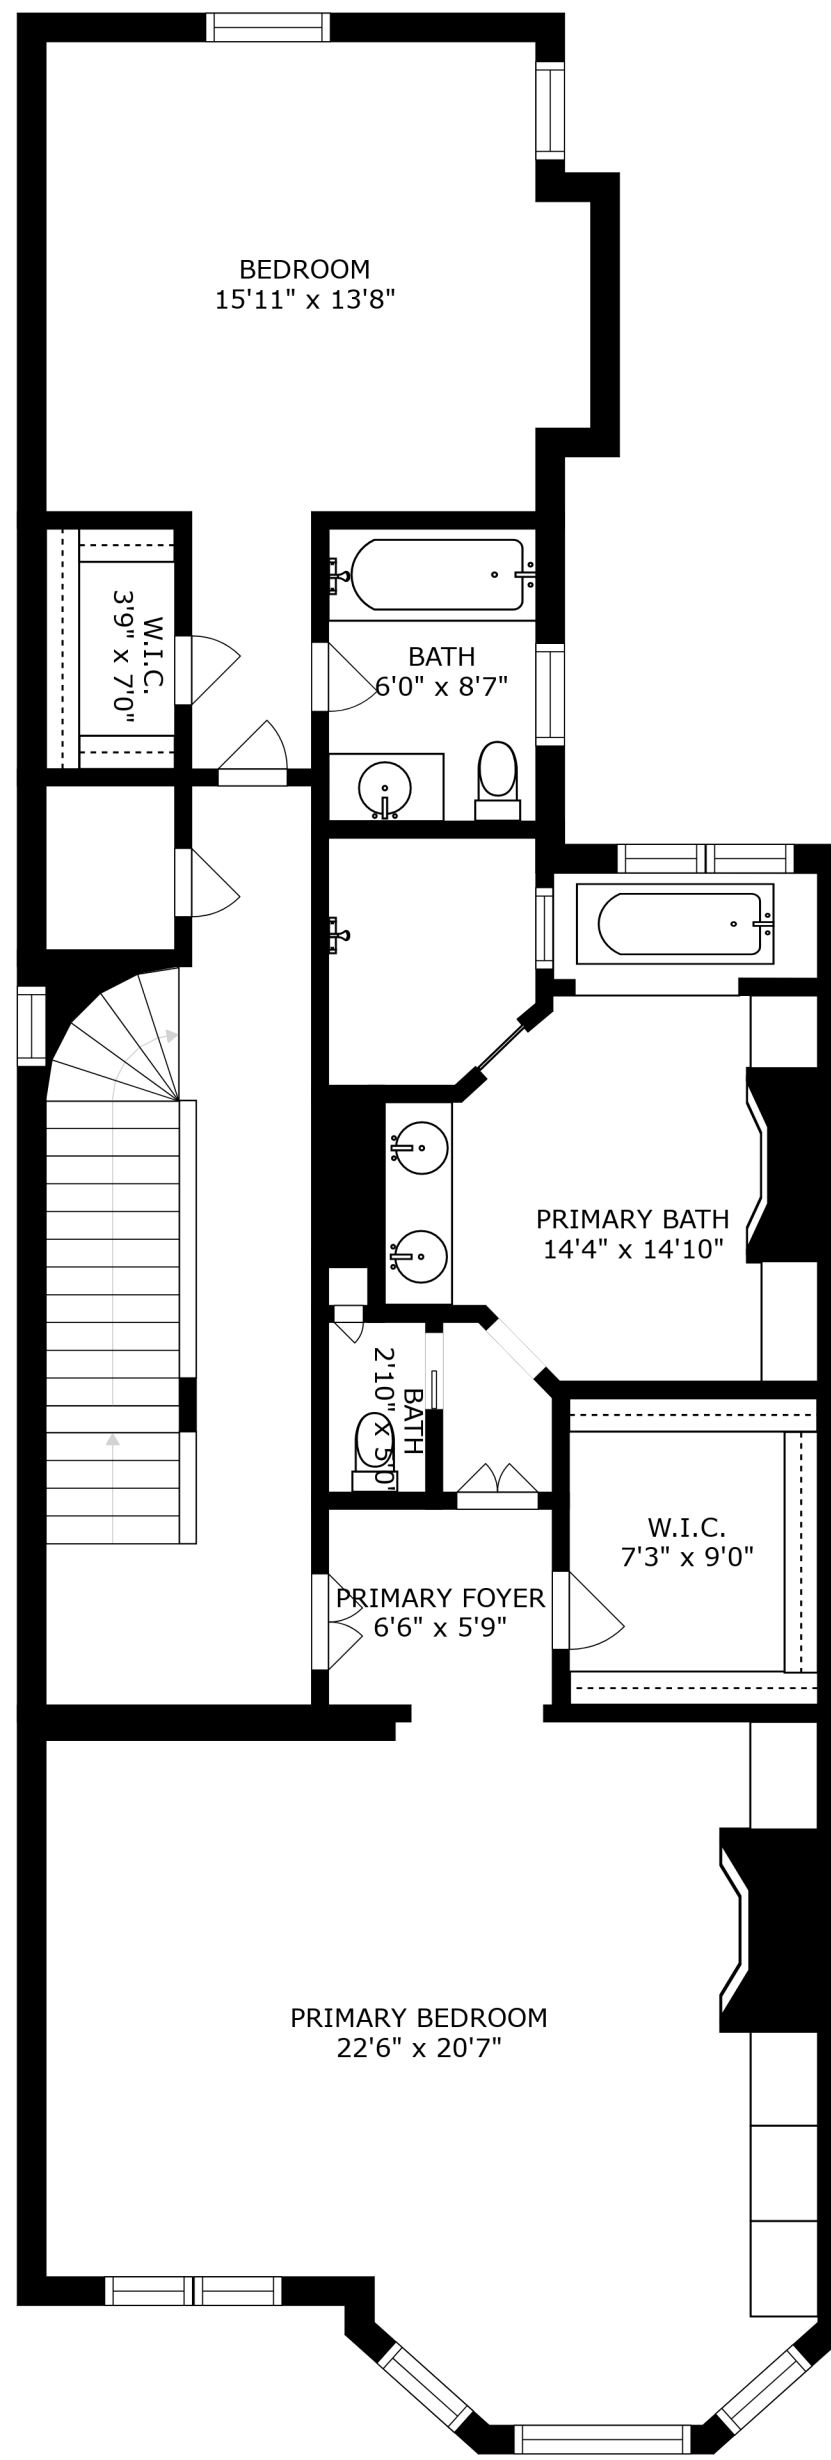 BEDROOM
15'11" x 13'8"
W.I.C.
3'9" x 7'0"
BATH
6'0" x 8'7"
PRIMARY BATH
14'4" x 14'10"
BATH
2'10" x 5'0"
W.I.C.
7'3" x 9'0"
PRIMARY FOYER
6'6" x 5'9"
PRIMARY BEDROOM
22'6" x 20'7"